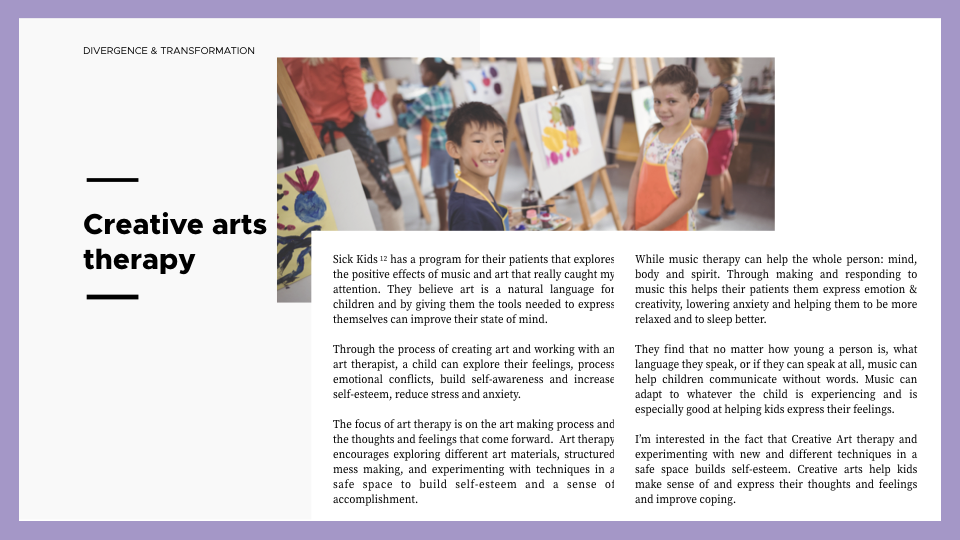 DIVERGENCE & TRANSFORMATION
Creative arts
therapy
Sick Kids 12 has a program for their patients that explores
the positive effects of music and art that really caught my
attention. They believe art is a natural language for
children and by giving them the tools needed to express
themselves can improve their state of mind.
Through the process of creating art and working with an
art therapist, a child can explore their feelings, process
emotional conflicts, build self-awareness and increase
self-esteem, reduce stress and anxiety.
The focus of art therapy is on the art making process and
the thoughts and feelings that come forward. Art therapy
encourages exploring different art materials, structured
mess making, and experimenting with techniques in a
safe space to build self-esteem and a sense of
accomplishment.
While music therapy can help the whole person: mind,
body and spirit. Through making and responding to
music this helps their patients them express emotion &
creativity, lowering anxiety and helping them to be more
relaxed and to sleep better.
They find that no matter how young a person is, what
language they speak, or if they can speak at all, music can
help children communicate without words. Music can
adapt to whatever the child is experiencing and is
especially good at helping kids express their feelings.
I'm interested in the fact that Creative Art therapy and
experimenting with new and different techniques in a
safe space builds self-esteem. Creative arts help kids
make sense of and express their thoughts and feelings
and improve coping.